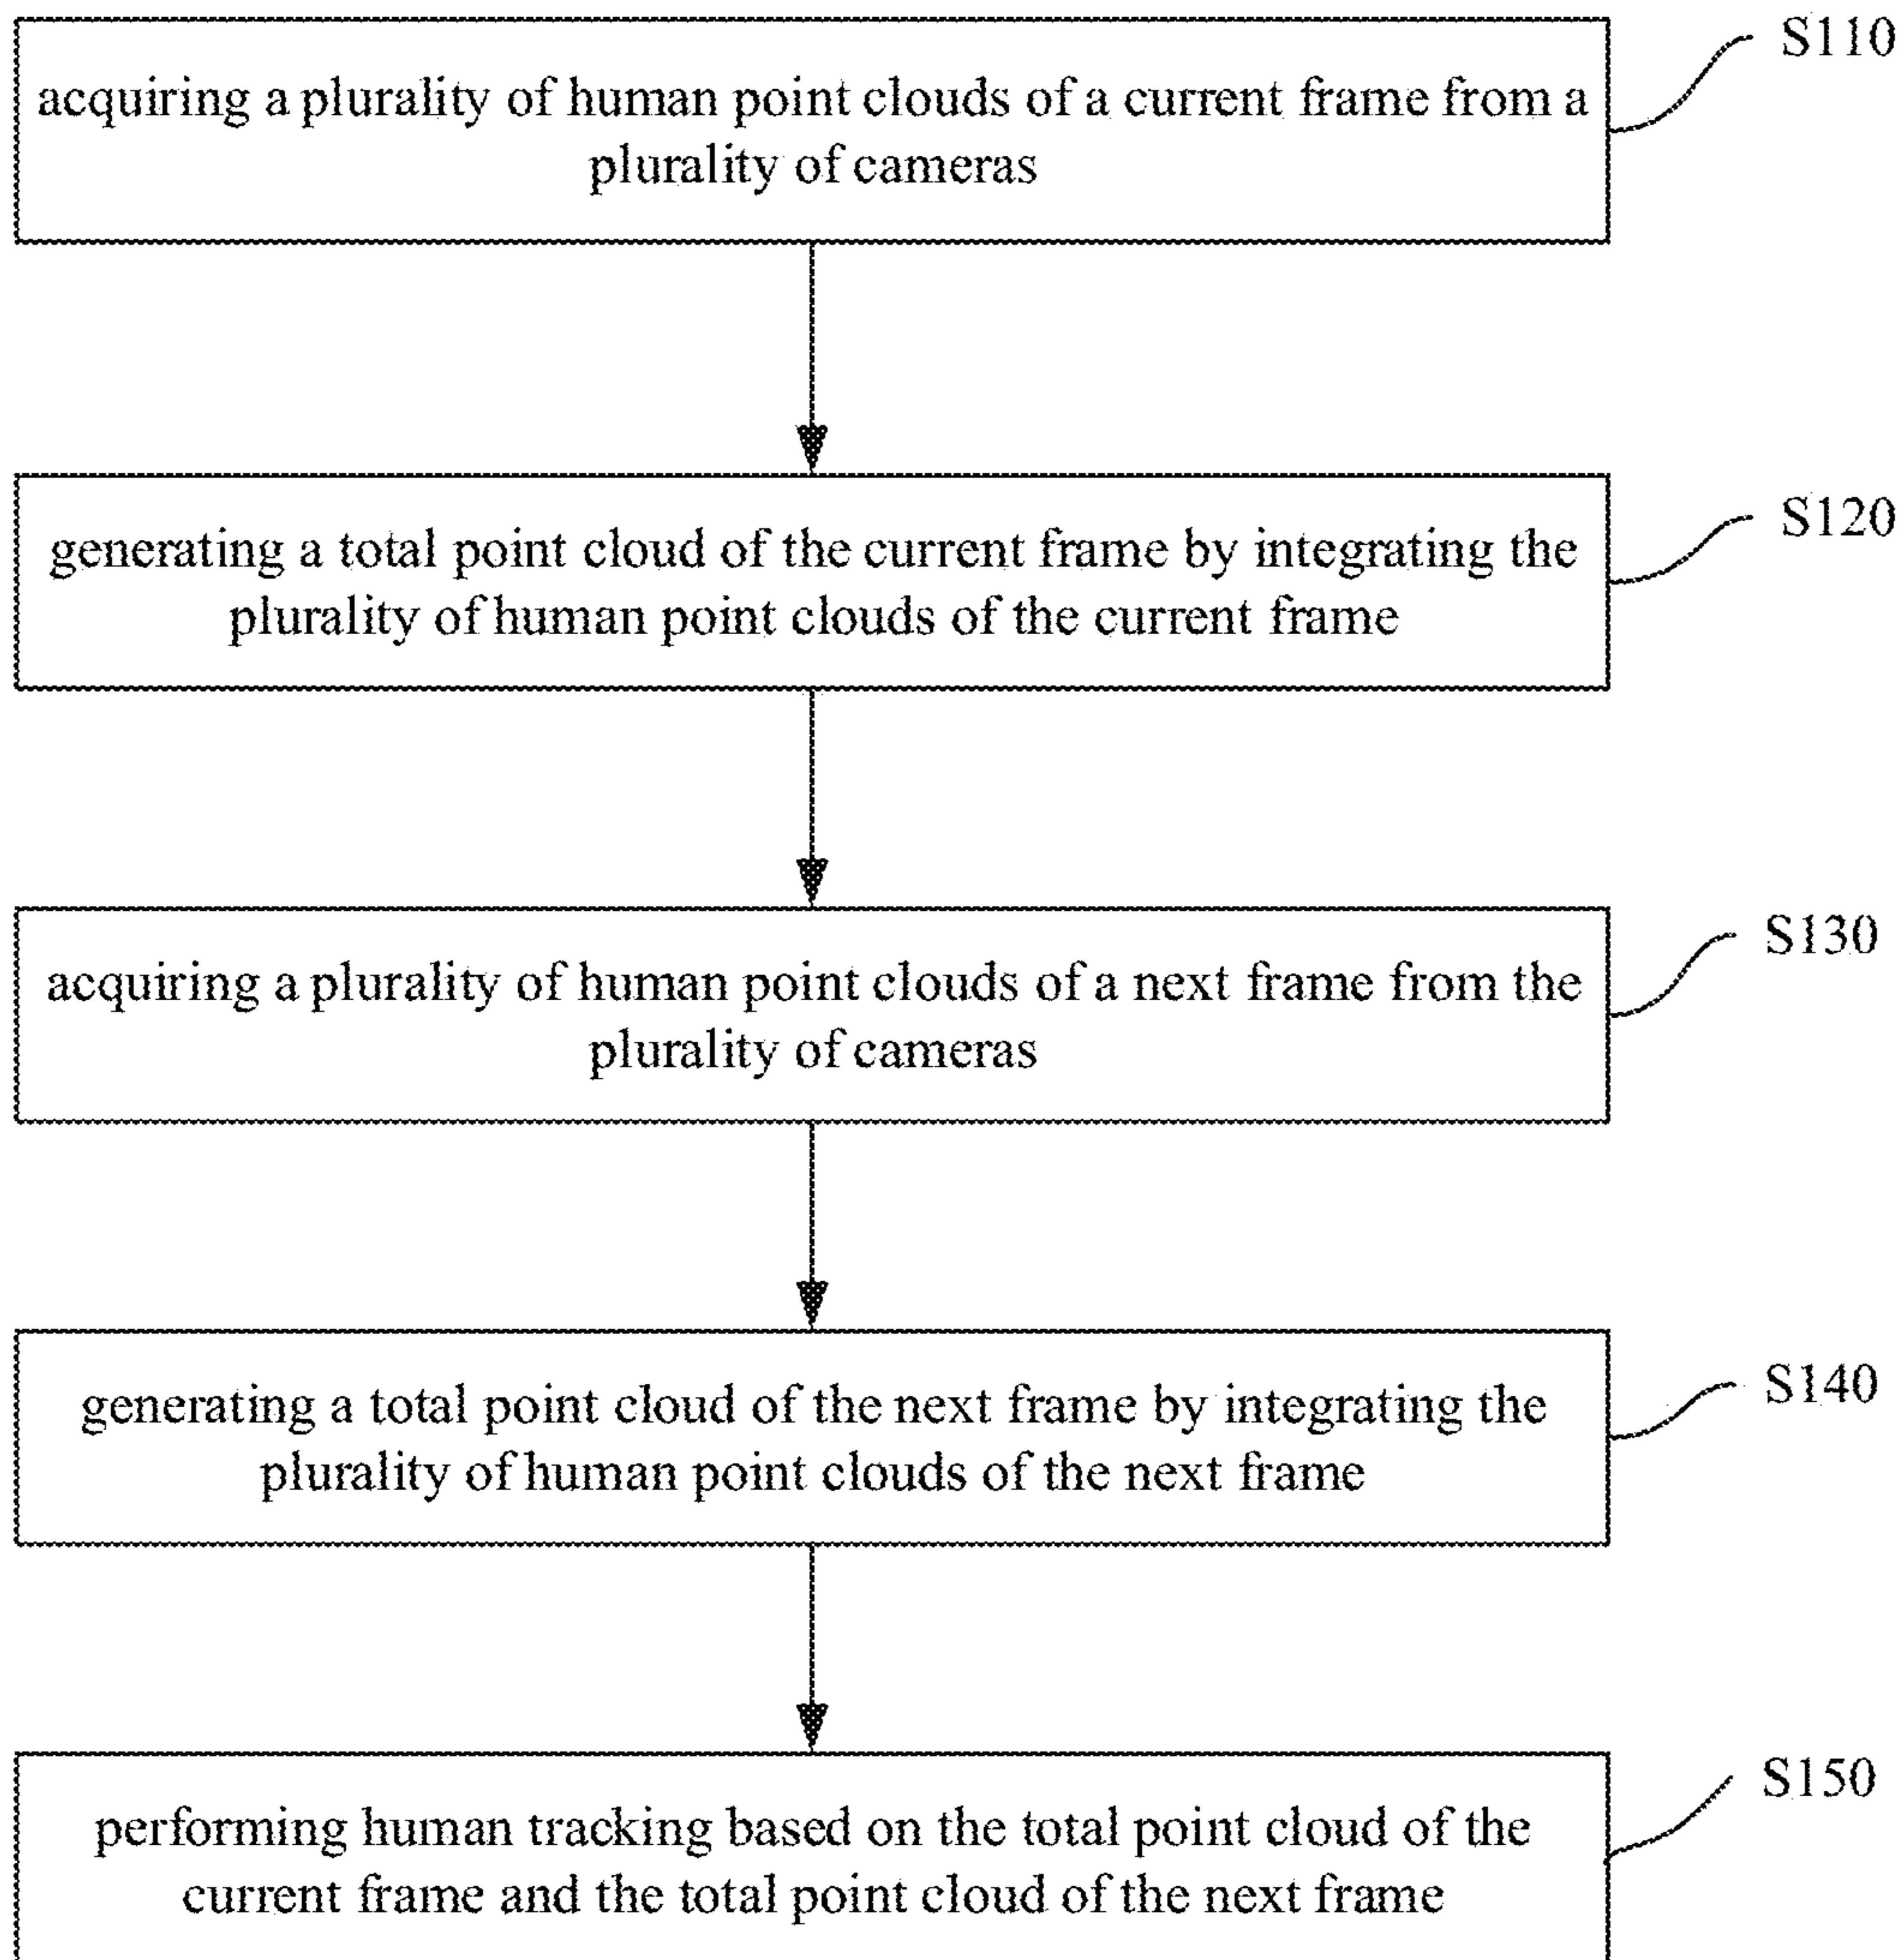 S110
acquiring a plurality of human point clouds of a current frame from a
plurality of cameras
S120
generating a total point cloud of the current frame by integrating the
plurality of human point clouds of the current frame
S130
acquiring a plurality of human point clouds of a next frame from the
plurality of cameras
S140
generating a total point cloud of the next frame by integrating the
plurality of human point clouds of the next frame
S150
performing human tracking based on the total point cloud of the
current frame and the total point cloud of the next frame